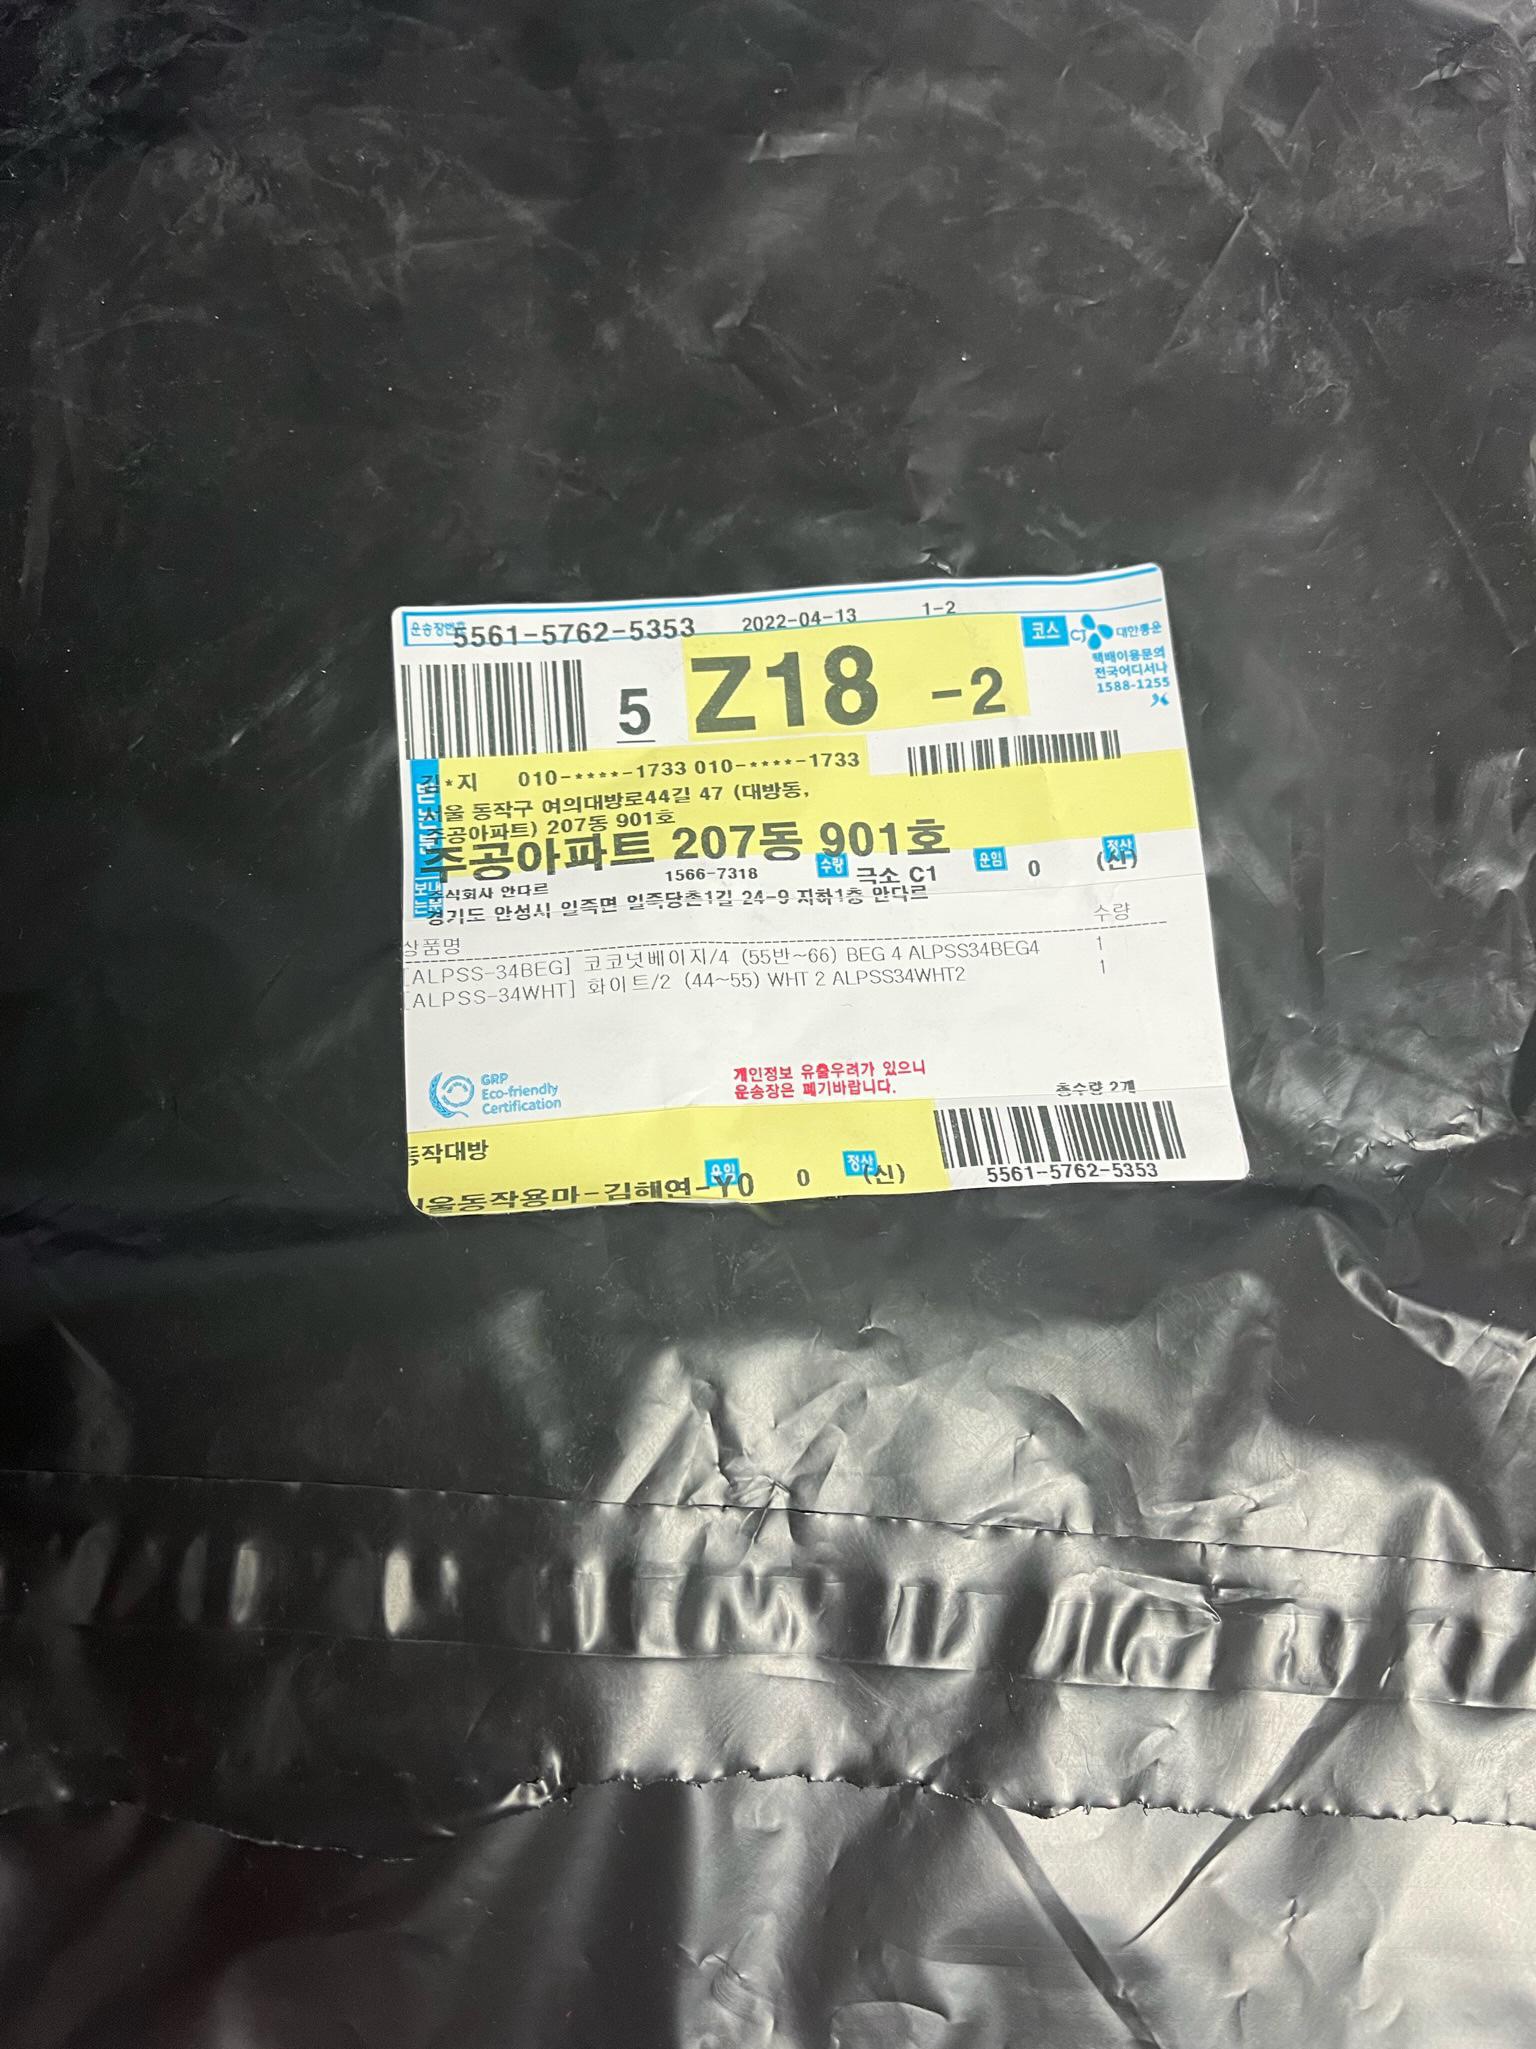 운송장번호 5561-5762-5353 2022-04-13 1-2
코스 CJ 대한통운
택배이용문의
전국어디서나
1588-1255
5 Z18 -2
김*지 010-****-1733 010-****-1733
서울 동작구 여의대방로44길 47 (대방동,
주공아파트) 207동 901호
주공아파트 207동 901호
1566-7318 수량 극소 C1 운임 0 정산 (신)
보내는분 주식회사 안다르
경기도 안성시 일죽면 일죽당촌1길 24-9 지하1층 안다르
상품명 수량
[ALPSS-34BEG] 코코넛베이지/4 (55반~66) BEG 4 ALPSS34BEG4 1
[ALPSS-34WHT] 화이트/2 (44~55) WHT 2 ALPSS34WHT2 1
GRP
Eco-friendly
Certification
개인정보 유출우려가 있으니
운송장은 폐기바랍니다.
총수량 2개
동작대방
운임 0 정산 (신)
서울동작용마-김해연-Y0
5561-5762-5353